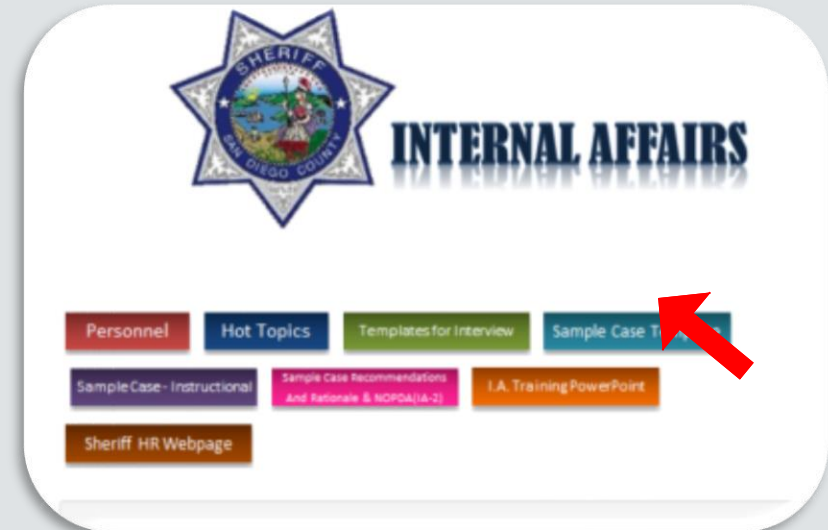 SHERIFF
SAN DIEGO COUNTY
INTERNAL AFFAIRS
Personnel
Hot Topics
Templates for Interview
Sample Case
Sample Case - Instructional
Sample Case Recommendations
And Rationale & NOPDA(IA-2)
I.A. Training PowerPoint
Sheriff HR Webpage